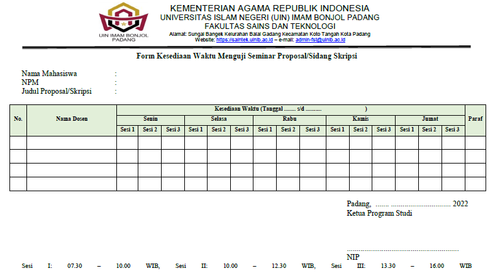 KEMENTERIAN AGAMA REPUBLIK INDONESIA
UNIVERSITAS ISLAM NEGERI (UIN) IMAM BONJOL PADANG
FAKULTAS SAINS DAN TEKNOLOGI
Alamat: Sungai Bangek Kelurahan Balai Gadang Kecamatan Koto Tangah Kota Padang
Website: https://saintek.uinib.ac.id – e-mail: admin-fst@uinib.ac.id
UIN IMAM BONJOL
PADANG
Form Kesediaan Waktu Menguji Seminar Proposal/Sidang Skripsi
Nama Mahasiswa :
NPM :
Judul Proposal/Skripsi :
No. Nama Dosen Kesediaan Waktu (Tanggal ........ s/d ........... ) Paraf
Senin Selasa Rabu Kamis Jumat
Sesi 1 Sesi 2 Sesi 3 Sesi 1 Sesi 2 Sesi 3 Sesi 1 Sesi 2 Sesi 3 Sesi 1 Sesi 2 Sesi 3 Sesi 1 Sesi 2 Sesi 3
Padang, ....... ................................ 2022
Ketua Program Studi
.......................................................
NIP
Sesi I: 07.30 – 10.00 WIB, Sesi II: 10.00 – 12.30 WIB, Sesi III: 13.30 – 16.00 WIB